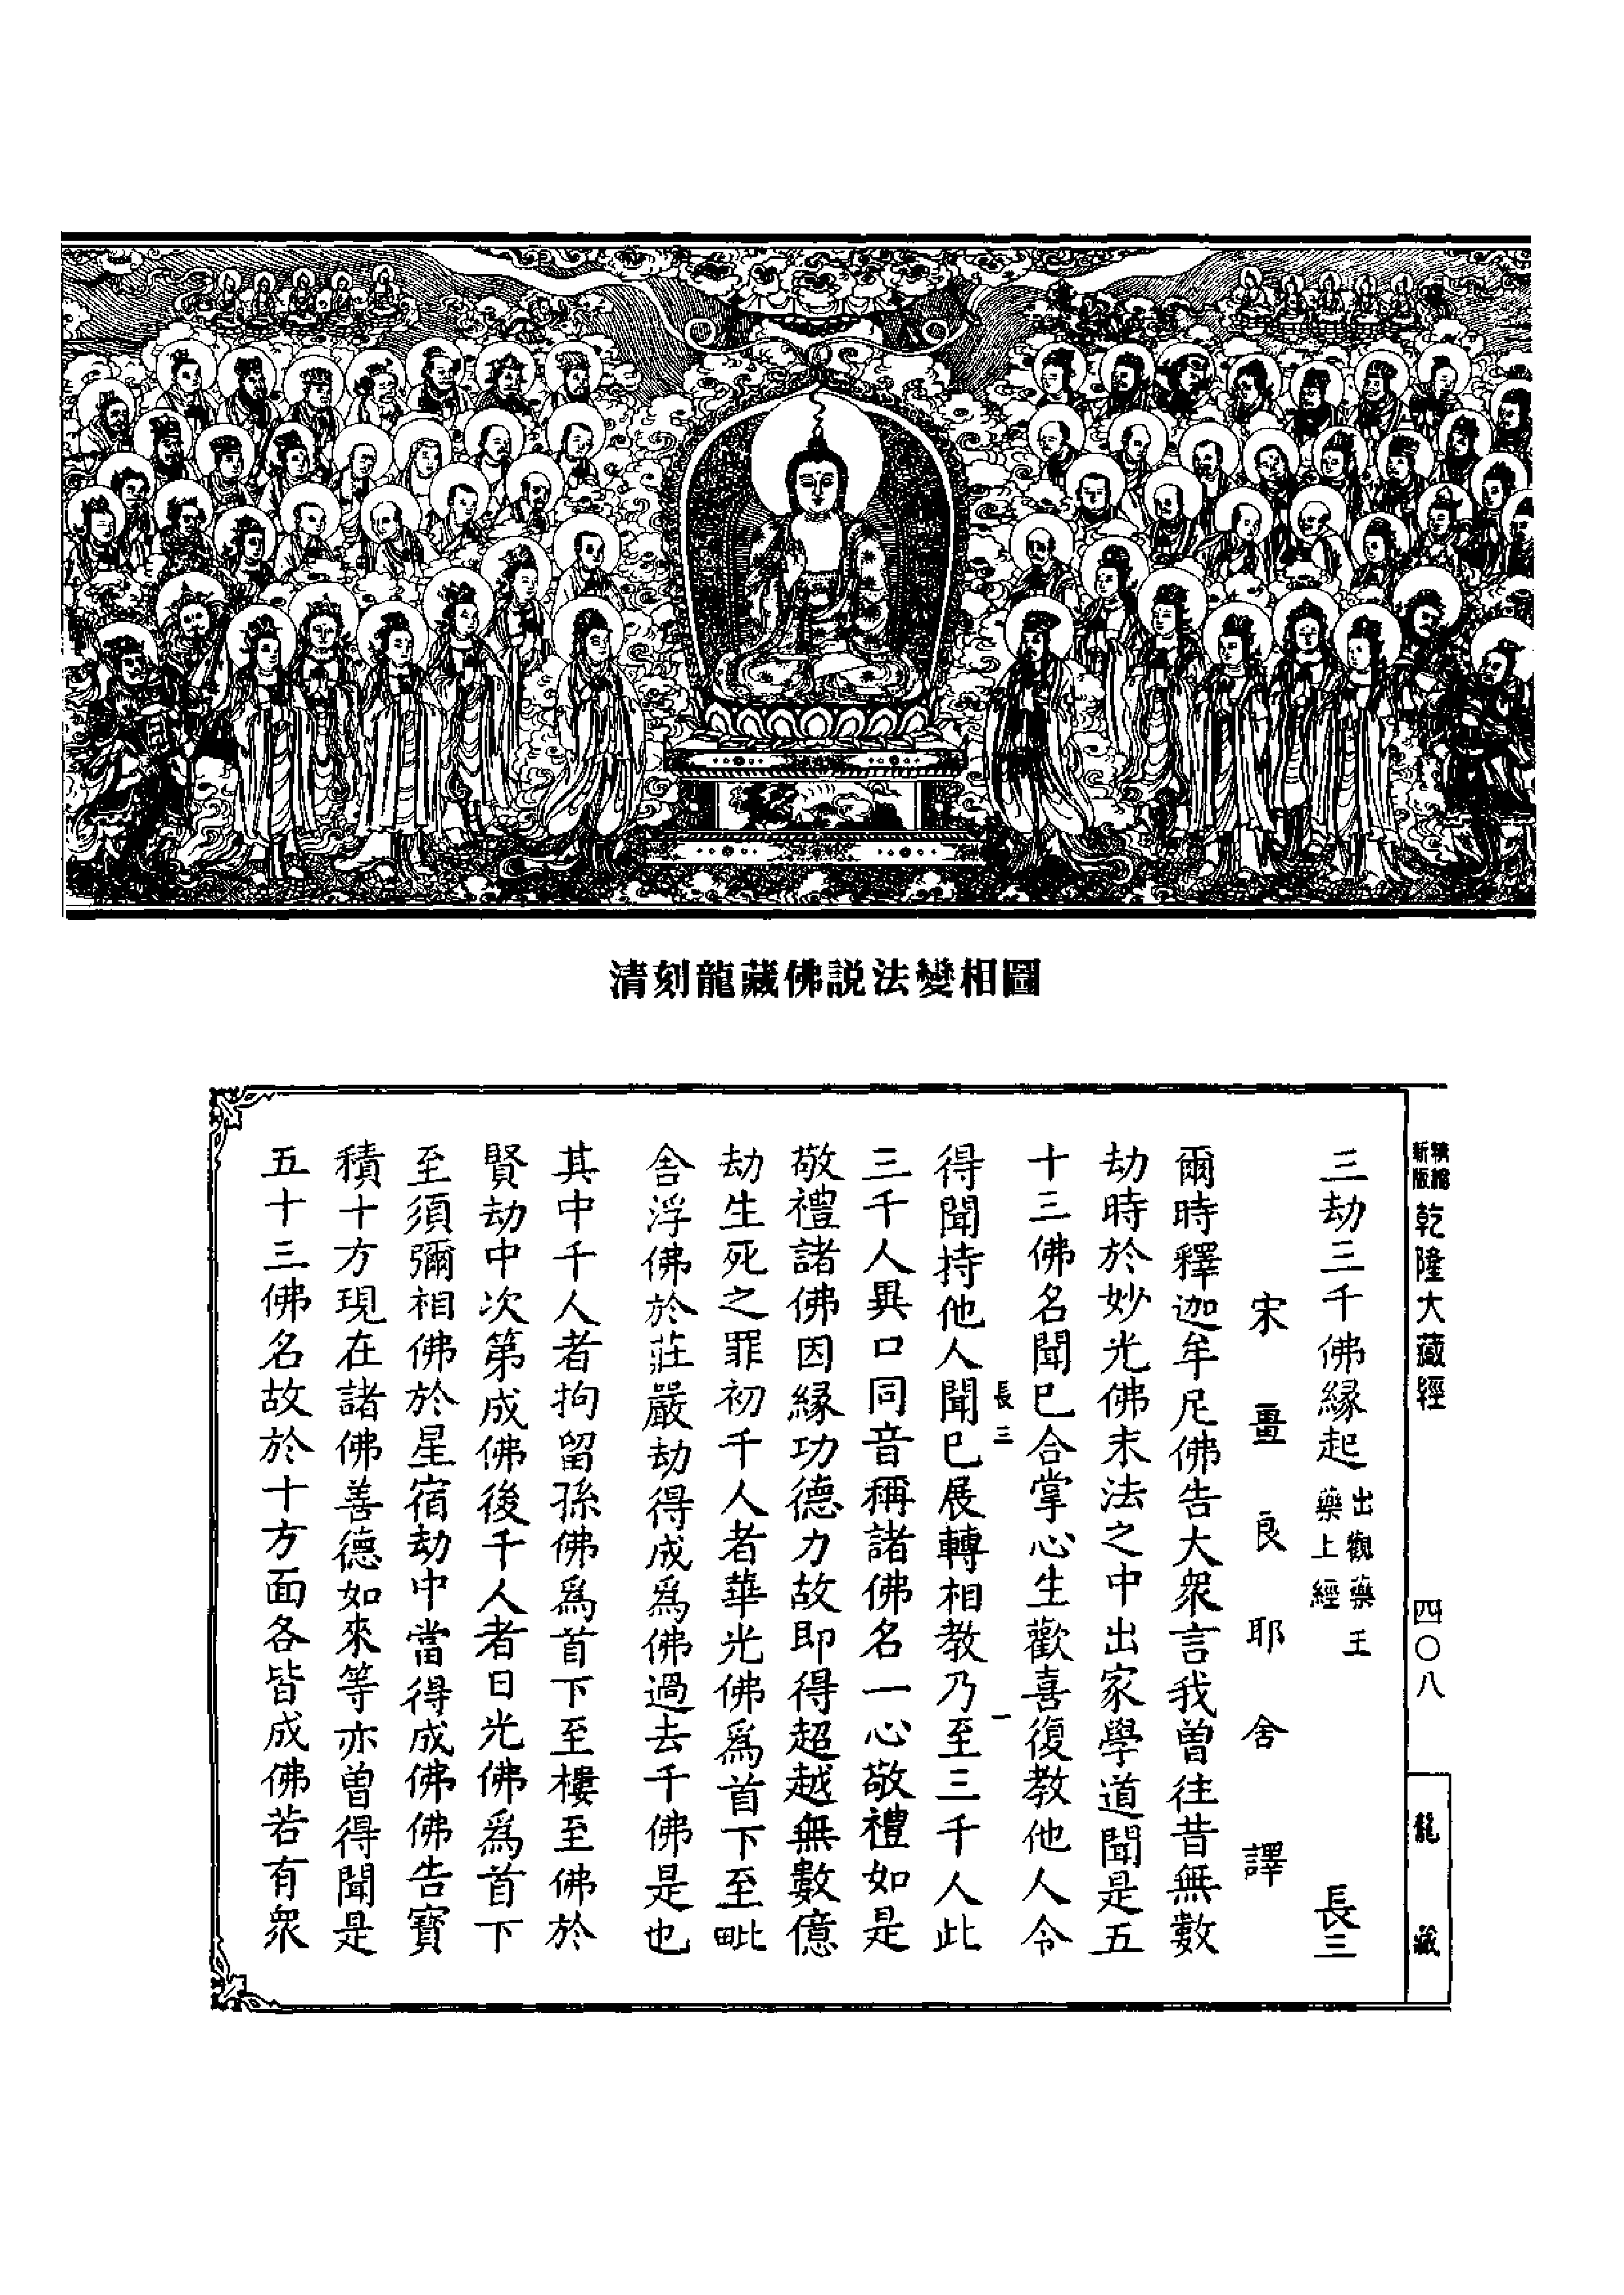 清刻龍藏佛説法變相圖
精縮新版
乾隆大藏經
四〇八
龍藏
三劫三千佛緣起
出觀藥王
藥上經
長三
宋畺良耶舍譯
爾時釋迦牟尼佛告大衆言我曾往昔無數
劫時於妙光佛末法之中出家學道聞是五
十三佛名聞已合掌心生歡喜復教他人令
長三
一
得聞持他人聞已展轉相教乃至三千人此
三千人異口同音稱諸佛名一心敬禮如是
敬禮諸佛因緣功德力故即得超越無數億
劫生死之罪初千人者華光佛爲首下至毗
舍浮佛於莊嚴劫得成爲佛過去千佛是也
其中千人者拘留孫佛爲首下至樓至佛於
賢劫中次第成佛後千人者日光佛爲首下
至須彌相佛於星宿劫中當得成佛佛告寶
積十方現在諸佛善德如來等亦曾得聞是
五十三佛名故於十方面各皆成佛若有衆